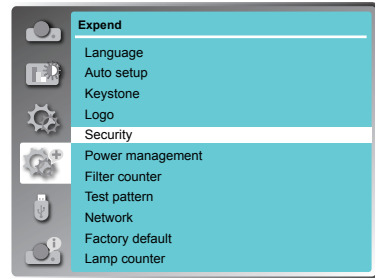 Expend
Language
Auto setup
Keystone
Logo
Security
Power management
Filter counter
Test pattern
Network
Factory default
Lamp counter